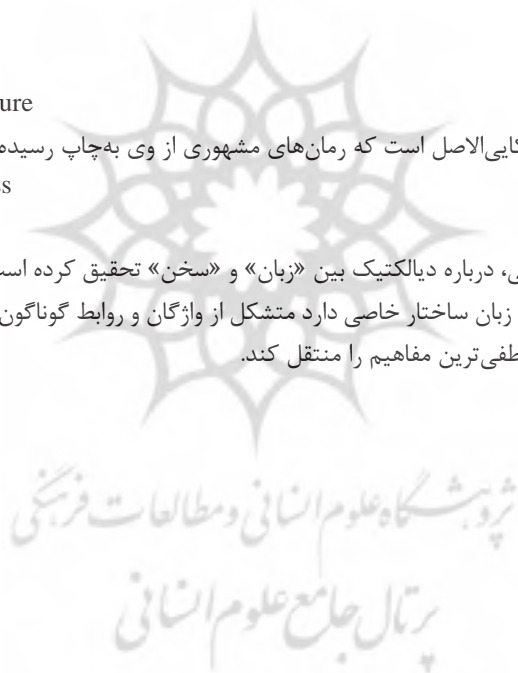 ure
کایی‌الاصل است که رمان‌های مشهوری از وی به‌چاپ رسیده
s
ی، درباره دیالکتیک بین «زبان» و «سخن» تحقیق کرده است
زبان ساختار خاصی دارد متشکل از واژگان و روابط گوناگون
طفی‌ترین مفاهیم را منتقل کند.
پژوهشگاه علوم انسانی و مطالعات فرهنگی
پرتال جامع علوم انسانی